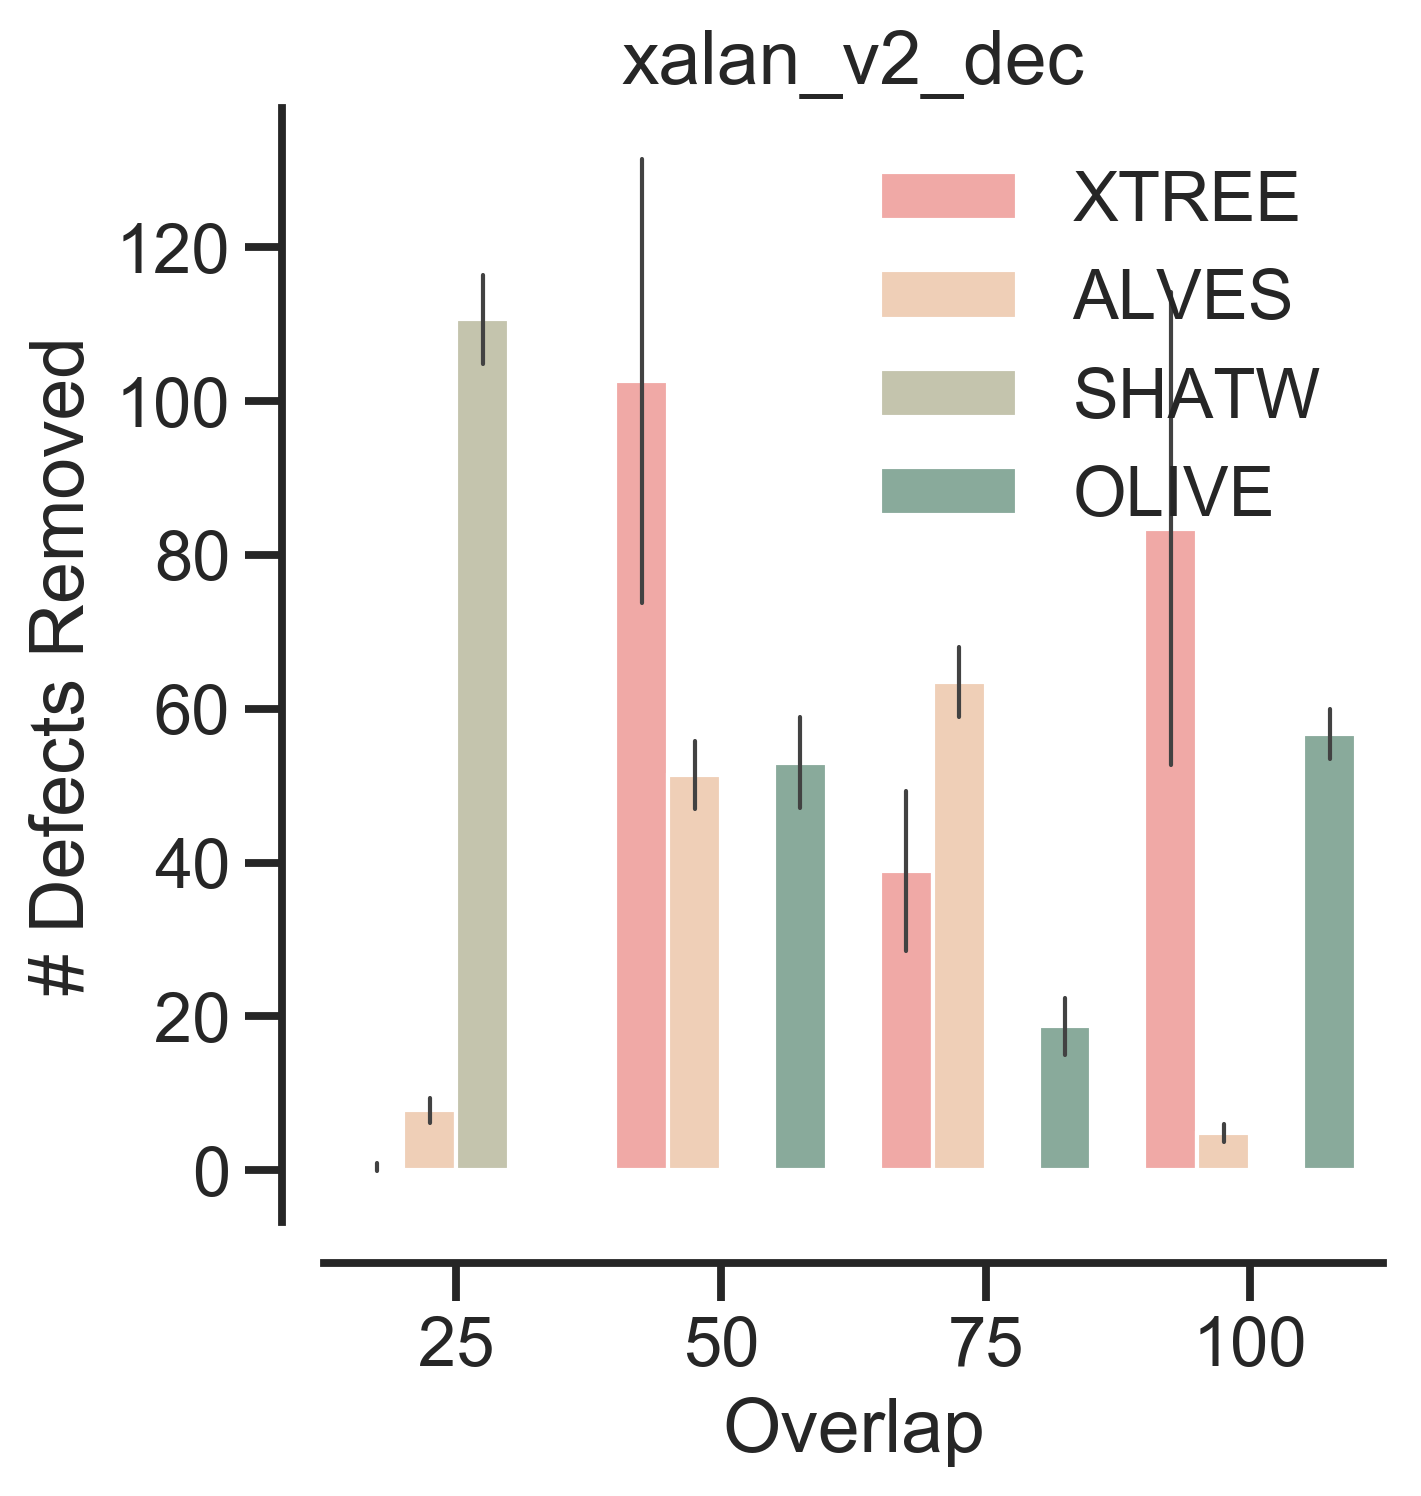 xalan_v2_dec
XTREE
ALVES
SHATW
OLIVE
# Defects Removed
120
100
80
60
40
20
0
25 50 75 100
Overlap